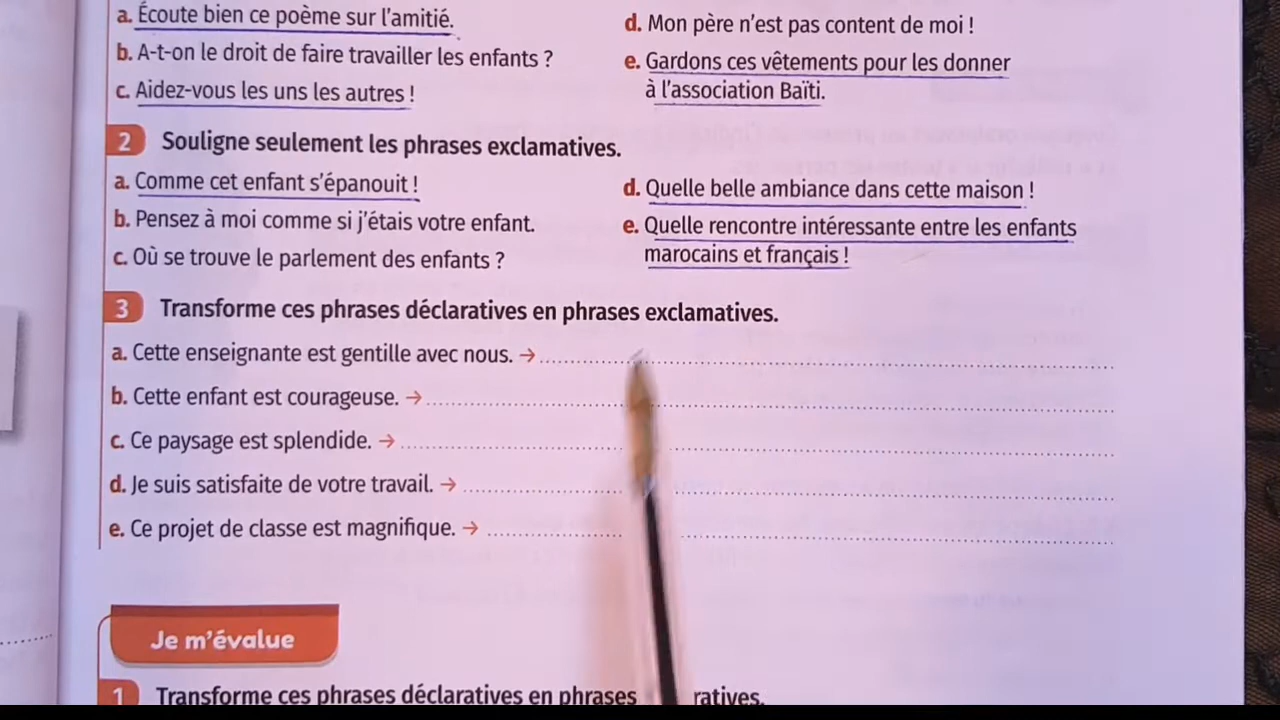 a. Écoute bien ce poème sur l'amitié.
b. A-t-on le droit de faire travailler les enfants ?
c. Aidez-vous les uns les autres !
d. Mon père n'est pas content de moi !
e. Gardons ces vêtements pour les donner
à l'association Baïti.
2 Souligne seulement les phrases exclamatives.
a. Comme cet enfant s'épanouit !
b. Pensez à moi comme si j'étais votre enfant.
c. Où se trouve le parlement des enfants ?
d. Quelle belle ambiance dans cette maison !
e. Quelle rencontre intéressante entre les enfants
marocains et français !
3 Transforme ces phrases déclaratives en phrases exclamatives.
a. Cette enseignante est gentille avec nous. →
b. Cette enfant est courageuse. →
c. Ce paysage est splendide. →
d. Je suis satisfaite de votre travail. →
e. Ce projet de classe est magnifique. →
Je m'évalue
1 Transforme ces phrases déclaratives en phrases